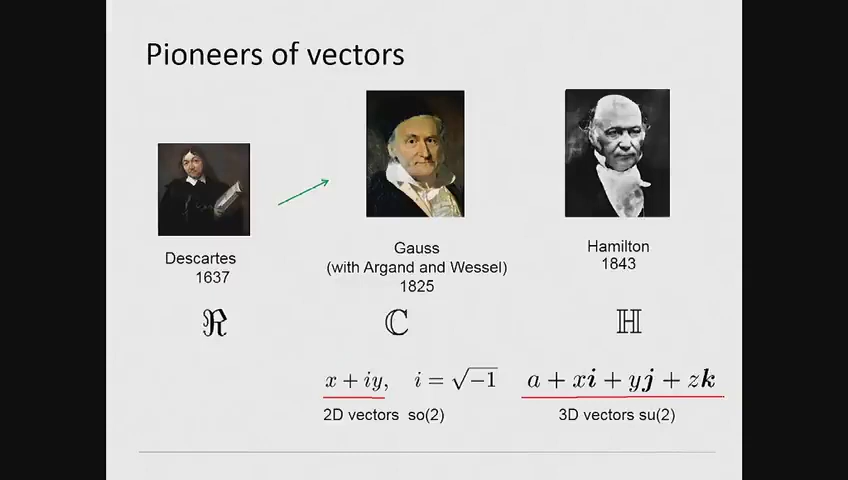 Pioneers of vectors
Descartes
1637
ℜ
Gauss
(with Argand and Wessel)
1825
ℂ
Hamilton
1843
ℍ
x + iy, i = √−1
2D vectors so(2)
a + xi + yj + zk
3D vectors su(2)